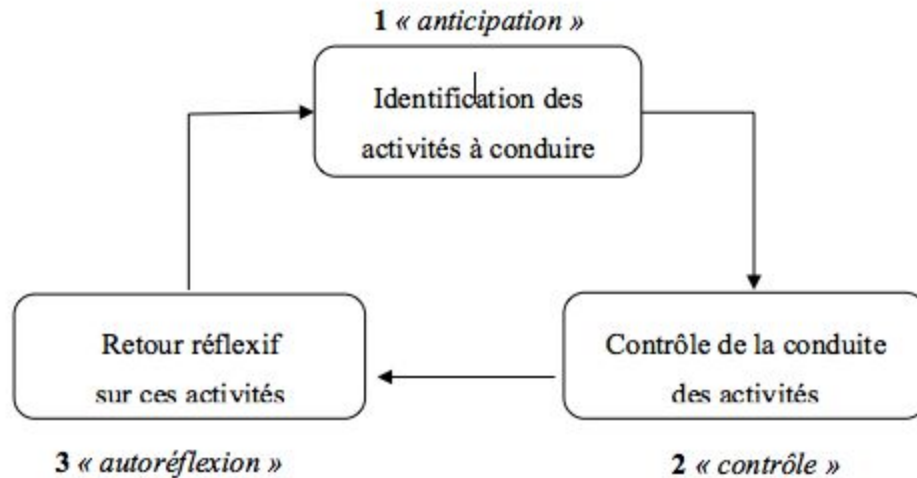 1 « anticipation »
Identification des
activités à conduire
Retour réflexif
sur ces activités
Contrôle de la conduite
des activités
3 « autoréflexion »
2 « contrôle »